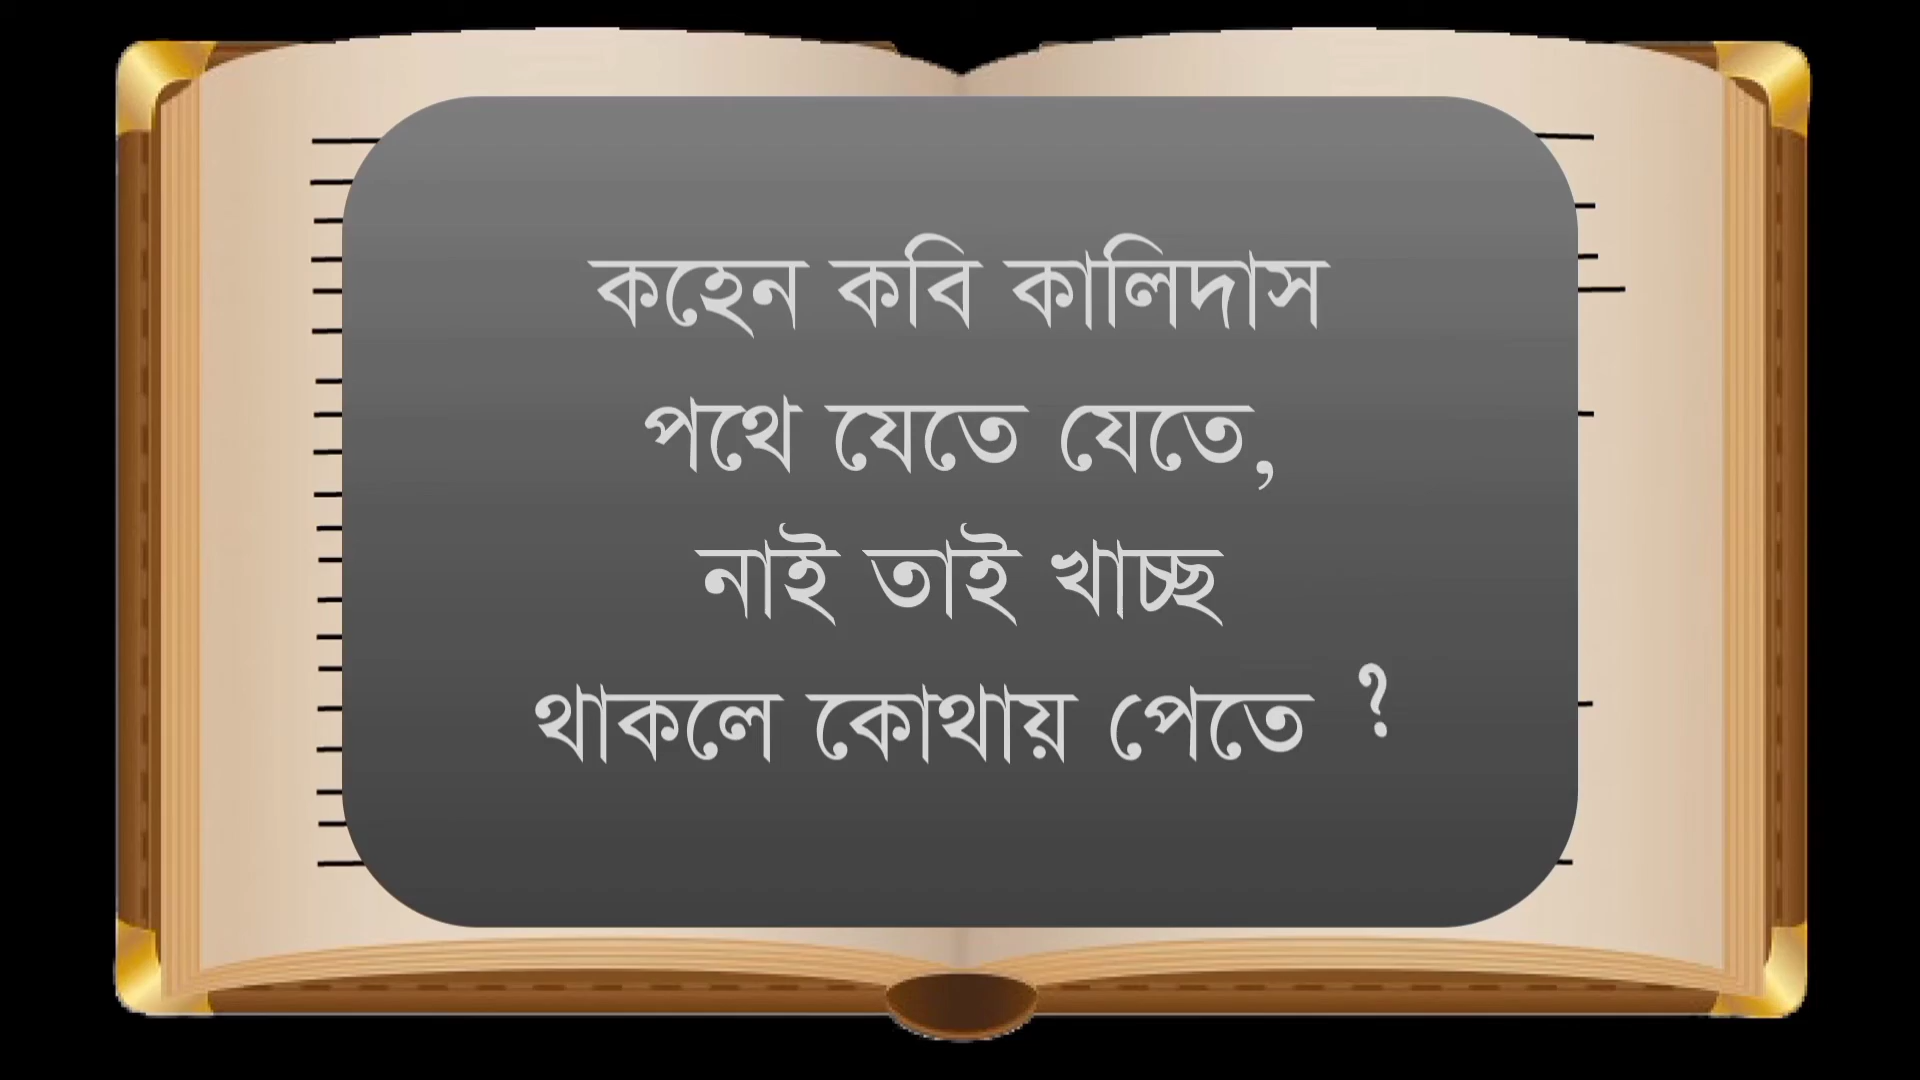 কহেন কবি কালিদাস
পথে যেতে যেতে,
নাই তাই খাচ্ছ
থাকলে কোথায় পেতে ?